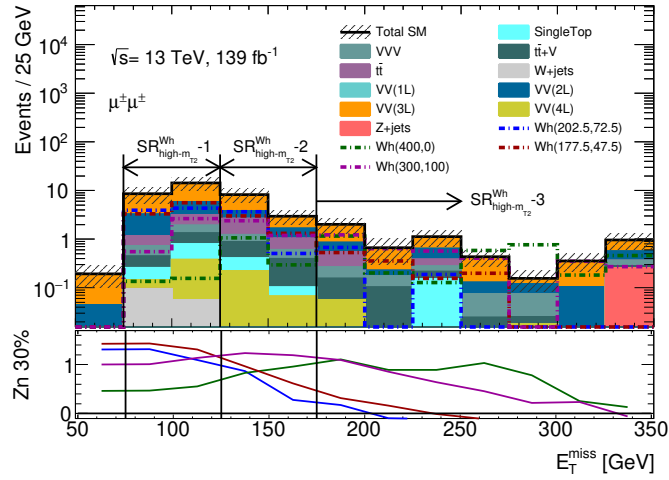 Events / 25 GeV
10⁴
10³
10²
10
1
10⁻¹
√s= 13 TeV, 139 fb⁻¹
μ±μ±
Total SM
SingleTop
VVV
tt̄+V
tt̄
W+jets
VV(1L)
VV(2L)
VV(3L)
VV(4L)
Z+jets
Wh(202.5,72.5)
Wh(400,0)
Wh(177.5,47.5)
Wh(300,100)
SR^Wh_high-m_T2-1
SR^Wh_high-m_T2-2
SR^Wh_high-m_T2-3
Zn 30%
1
0
50 100 150 200 250 300 350
E_T^miss [GeV]